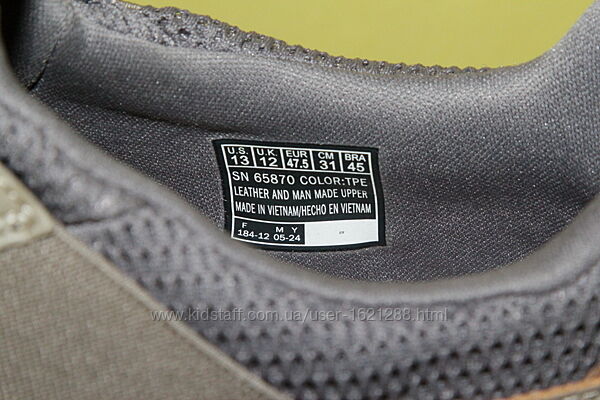 U.S. U.K. EUR CM BRA
13 12 47.5 31 45
SN 65870 COLOR:TPE
LEATHER AND MAN MADE UPPER
MADE IN VIETNAM/HECHO EN VIETNAM
F M Y
184-12 05-24
www.kidstaff.com.ua/user-1621288.html